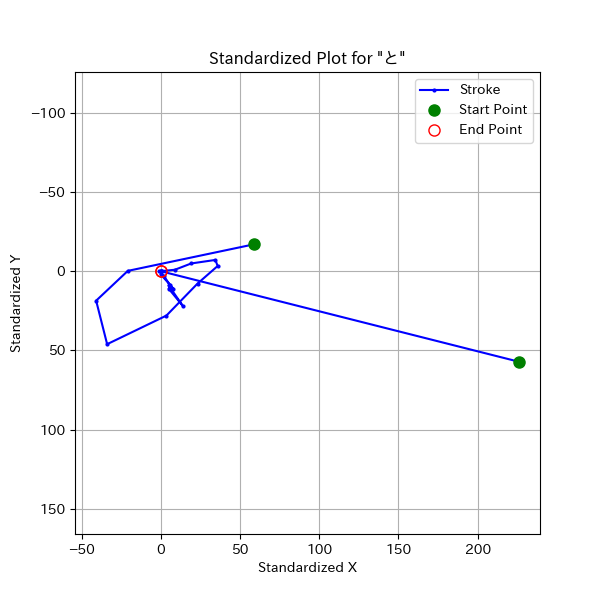 Standardized Plot for "と"
Stroke
Start Point
End Point
−100
−50
0
50
100
150
Standardized Y
−50 0 50 100 150 200
Standardized X